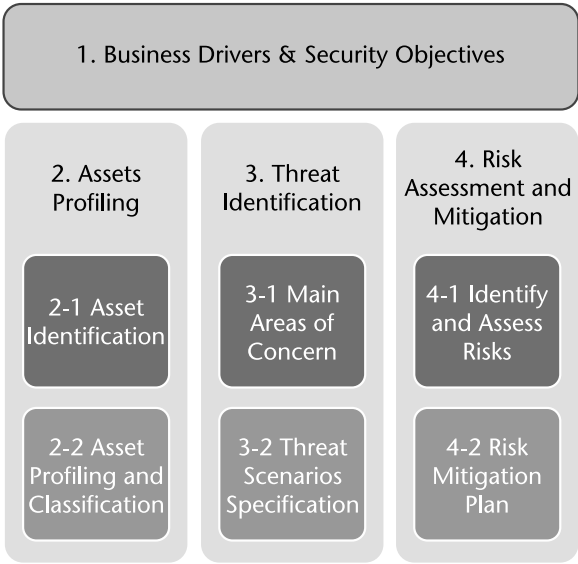 1. Business Drivers & Security Objectives
2. Assets
Profiling
2-1 Asset
Identification
2-2 Asset
Profiling and
Classification
3. Threat
Identification
3-1 Main
Areas of
Concern
3-2 Threat
Scenarios
Specification
4. Risk
Assessment and
Mitigation
4-1 Identify
and Assess
Risks
4-2 Risk
Mitigation
Plan